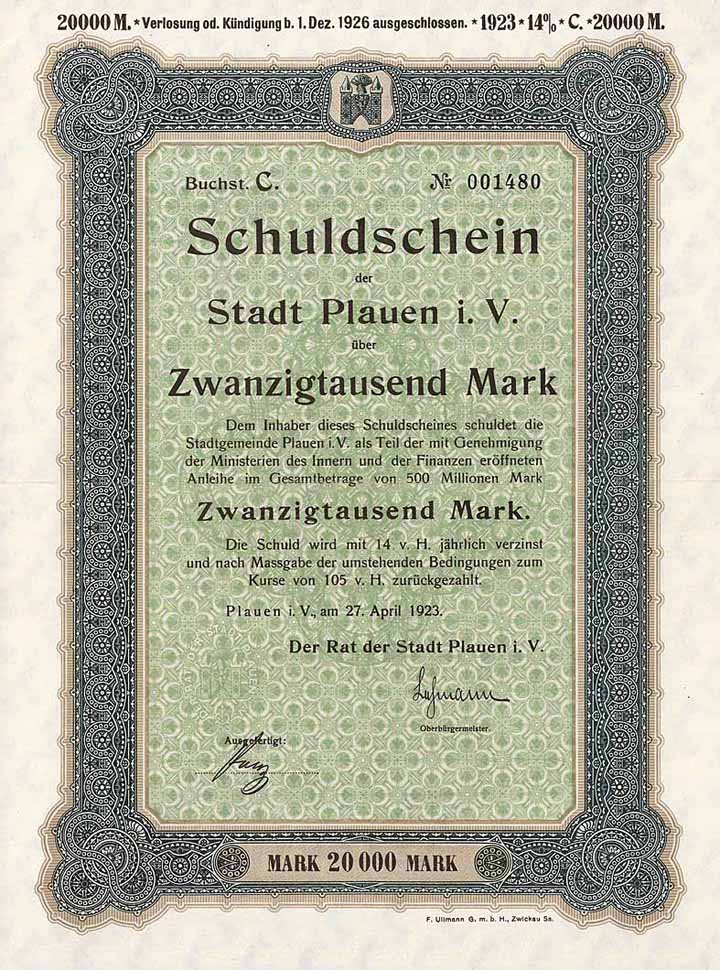 20000 M. * Verlosung od. Kündigung b. 1. Dez. 1926 ausgeschlossen. * 1923 * 14% * C. * 20000 M.
Buchst. C. Nr 001480
Schuldschein
der
Stadt Plauen i. V.
über
Zwanzigtausend Mark
Dem Inhaber dieses Schuldscheines schuldet die
Stadtgemeinde Plauen i. V. als Teil der mit Genehmigung
der Ministerien des Innern und der Finanzen eröffneten
Anleihe im Gesamtbetrage von 500 Millionen Mark
Zwanzigtausend Mark.
Die Schuld wird mit 14 v. H. jährlich verzinst
und nach Massgabe der umstehenden Bedingungen zum
Kurse von 105 v. H. zurückgezahlt.
Plauen i. V., am 27. April 1923.
Der Rat der Stadt Plauen i. V.
Oberbürgermeister.
Ausgefertigt:
MARK 20 000 MARK
F. Ullmann G. m. b. H., Zwickau Sa.